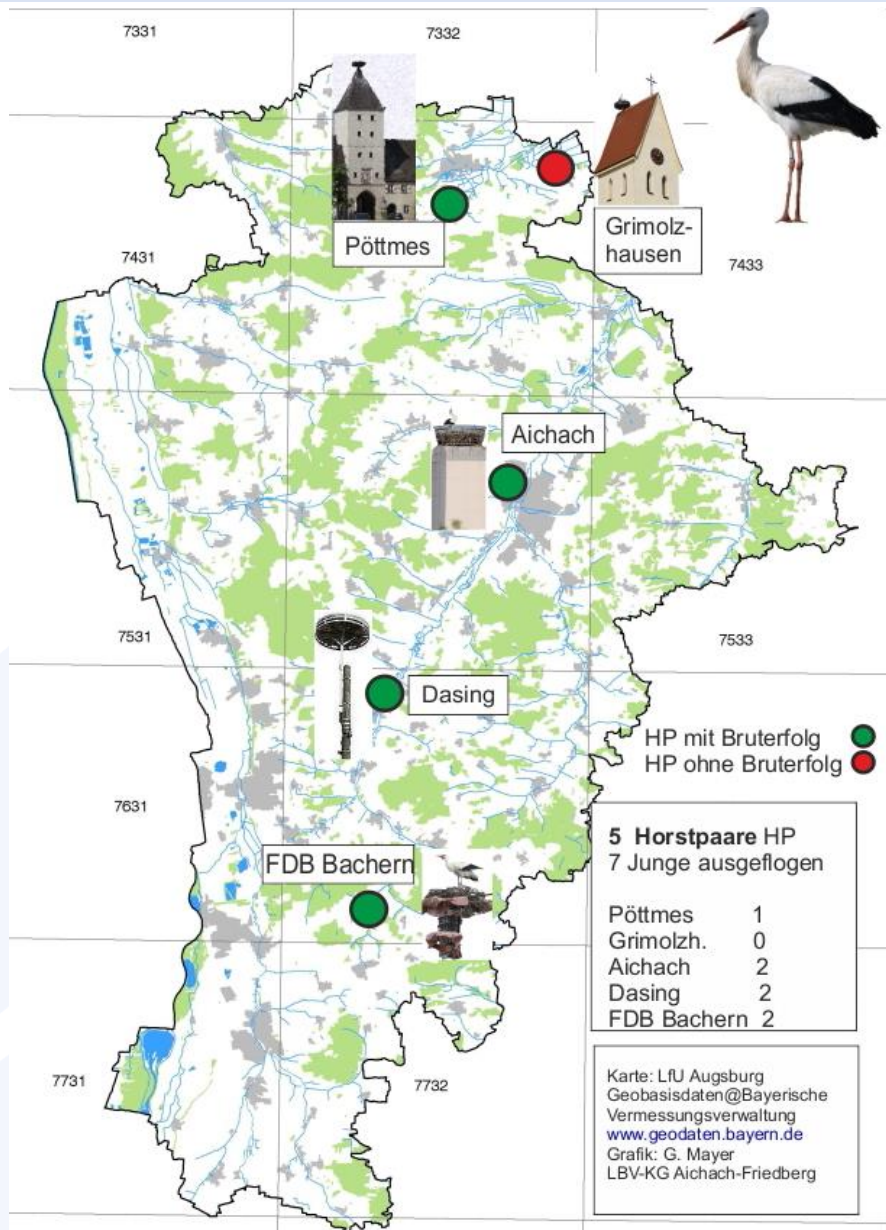 7331
7332
Pöttmes
Grimolz-
hausen
7431
7433
Aichach
7531
7533
Dasing
HP mit Bruterfolg
HP ohne Bruterfolg
7631
FDB Bachern
5 Horstpaare HP
7 Junge ausgeflogen
Pöttmes 1
Grimolzh. 0
Aichach 2
Dasing 2
FDB Bachern 2
7731
7732
Karte: LfU Augsburg
Geobasisdaten@Bayerische
Vermessungsverwaltung
www.geodaten.bayern.de
Grafik: G. Mayer
LBV-KG Aichach-Friedberg